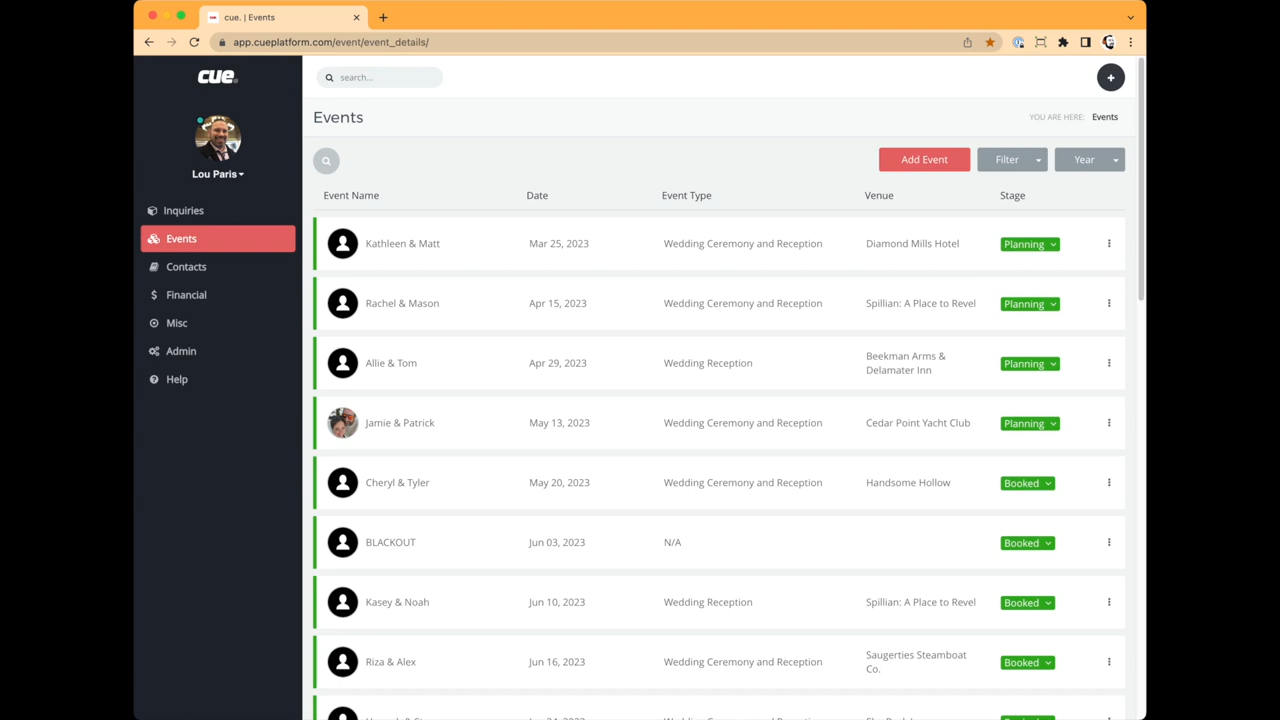 cue. | Events
app.cueplatform.com/event/event_details/
cue.
search...
Lou Paris
Inquiries
Events
Contacts
Financial
Misc
Admin
Help
Events
YOU ARE HERE: Events
Add Event
Filter
Year
Event Name Date Event Type Venue Stage
Kathleen & Matt Mar 25, 2023 Wedding Ceremony and Reception Diamond Mills Hotel Planning
Rachel & Mason Apr 15, 2023 Wedding Ceremony and Reception Spillian: A Place to Revel Planning
Allie & Tom Apr 29, 2023 Wedding Reception Beekman Arms & Planning
Delamater Inn
Jamie & Patrick May 13, 2023 Wedding Ceremony and Reception Cedar Point Yacht Club Planning
Cheryl & Tyler May 20, 2023 Wedding Ceremony and Reception Handsome Hollow Booked
BLACKOUT Jun 03, 2023 N/A Booked
Kasey & Noah Jun 10, 2023 Wedding Reception Spillian: A Place to Revel Booked
Riza & Alex Jun 16, 2023 Wedding Ceremony and Reception Saugerties Steamboat Booked
Co.